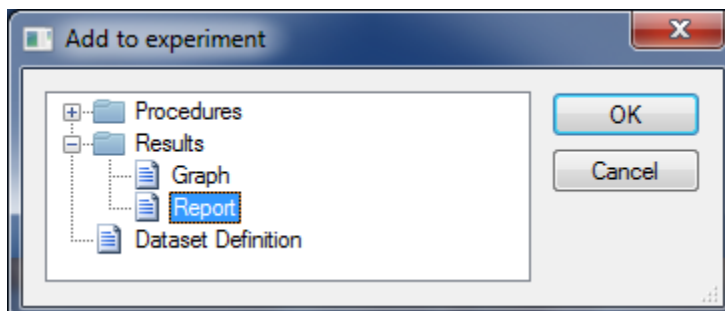 Add to experiment
Procedures
Results
Graph
Report
Dataset Definition
OK
Cancel